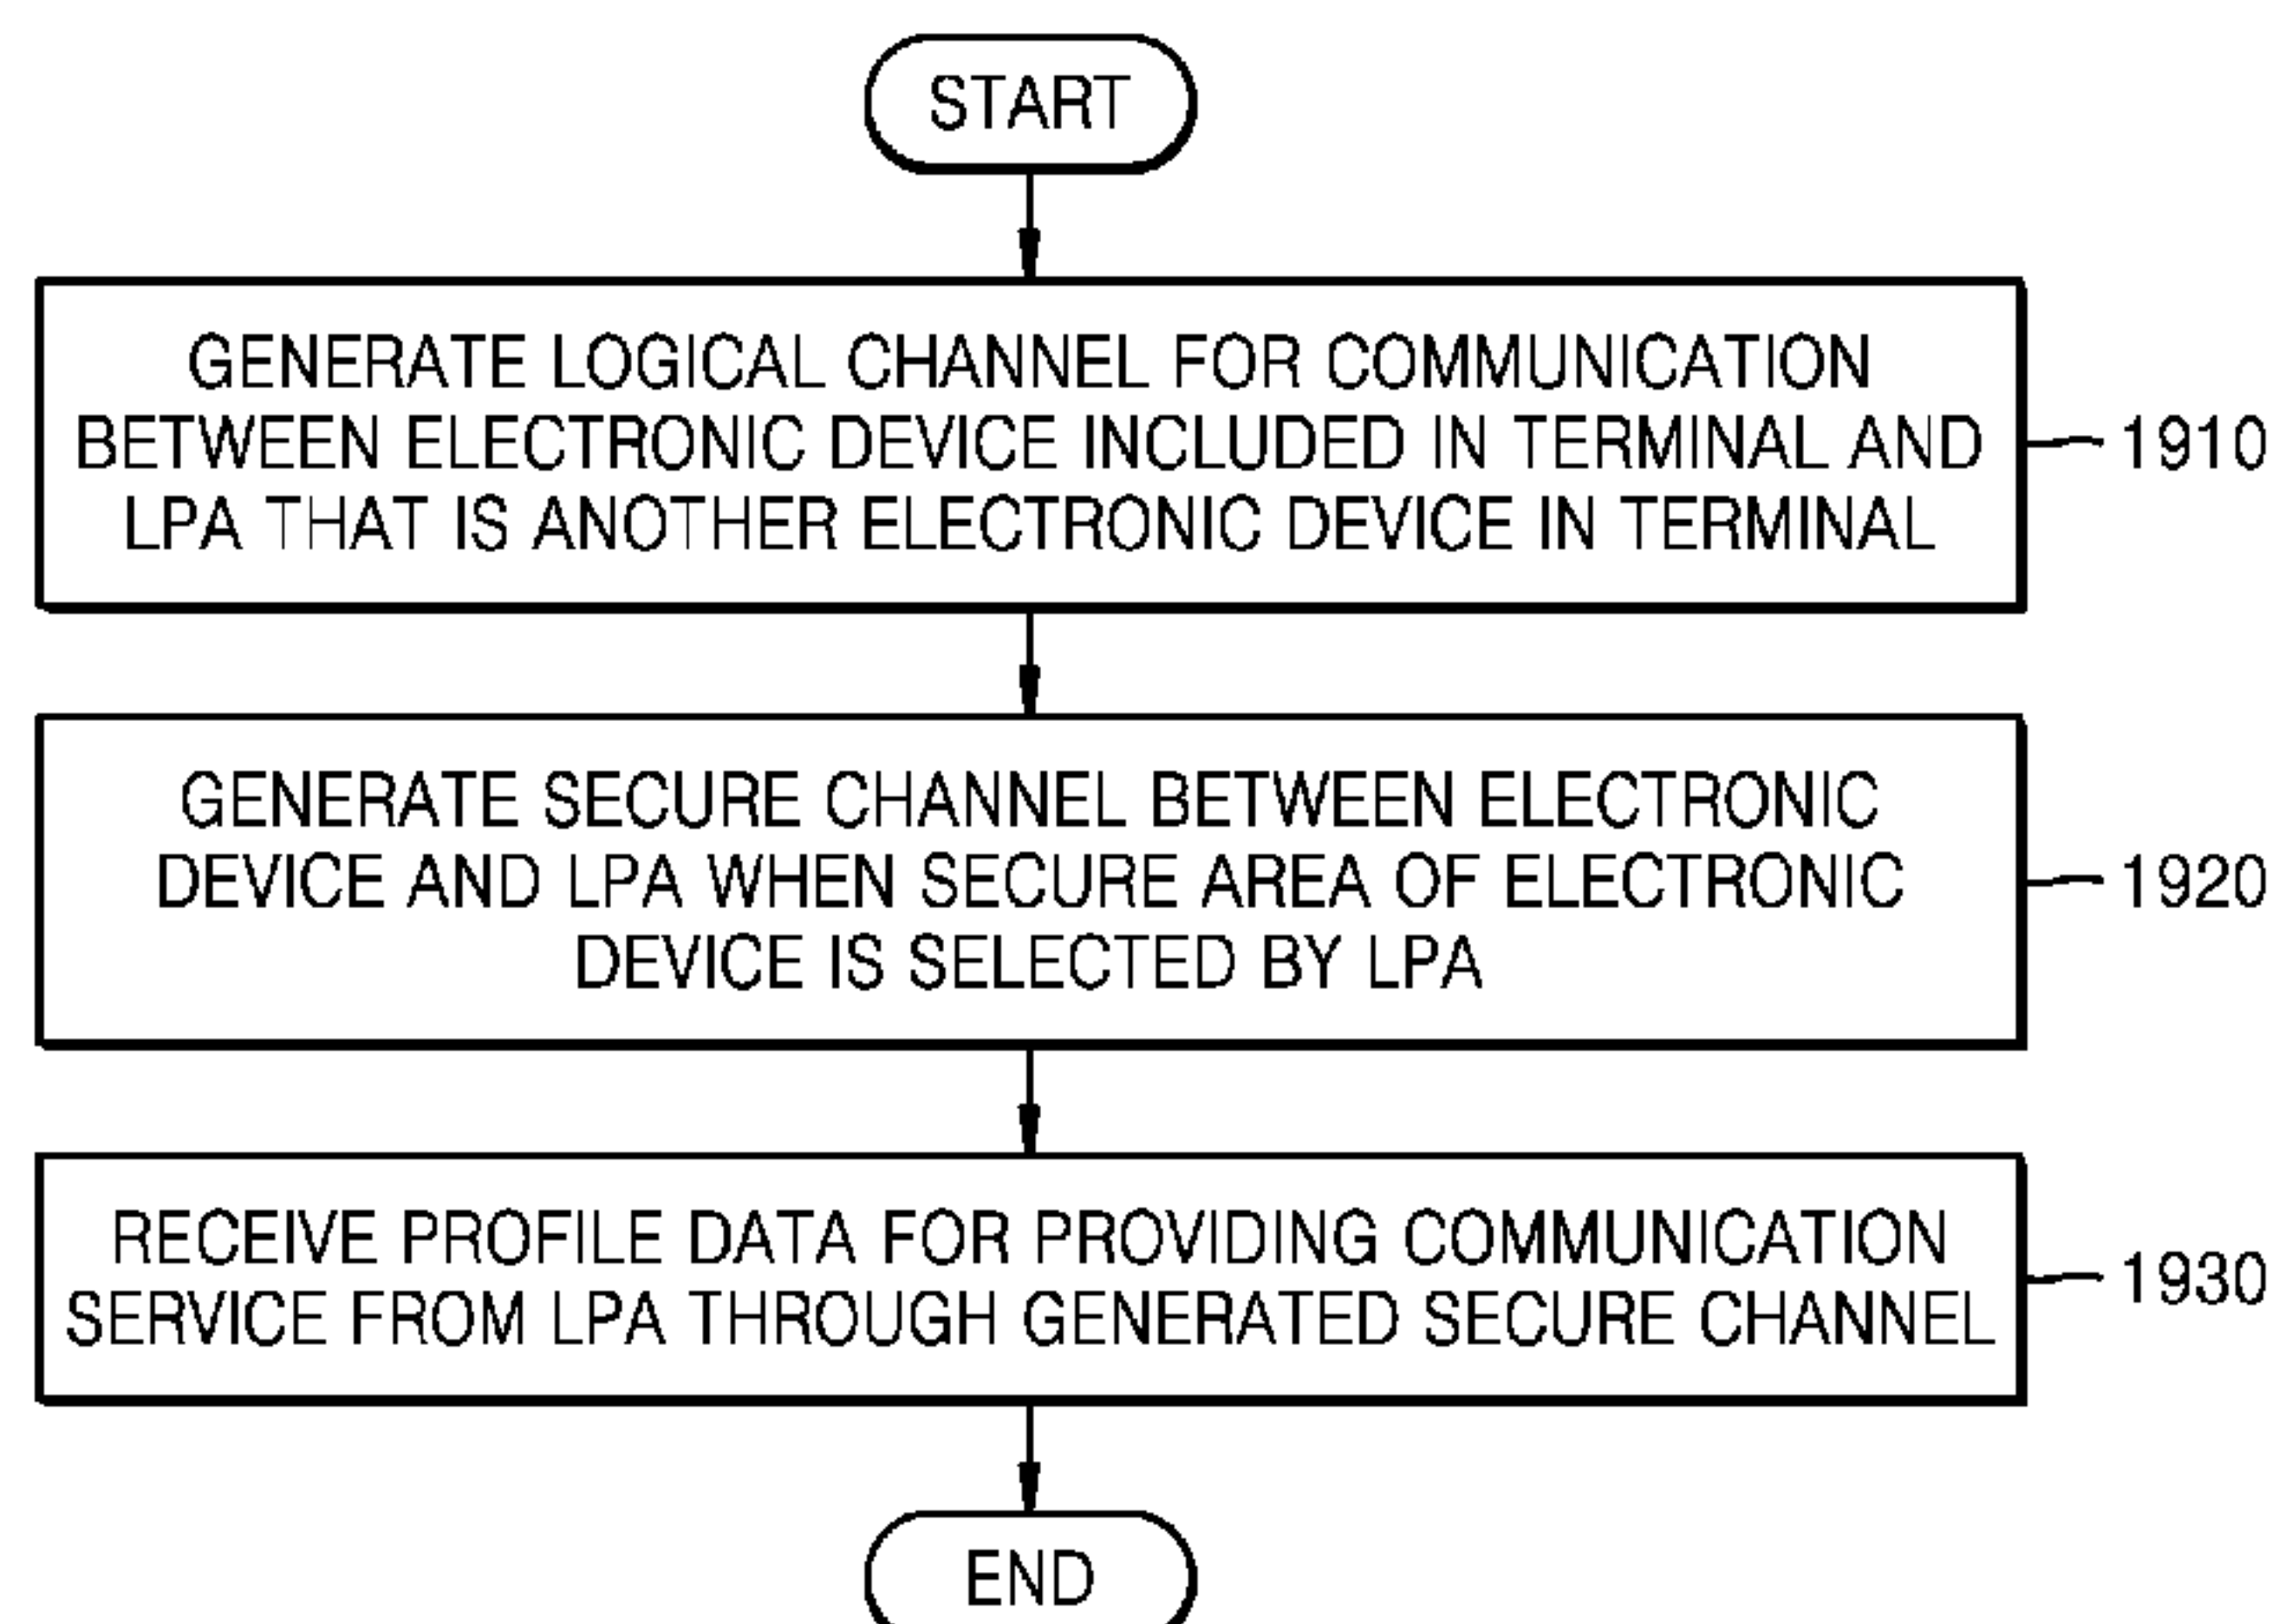 START
GENERATE LOGICAL CHANNEL FOR COMMUNICATION
BETWEEN ELECTRONIC DEVICE INCLUDED IN TERMINAL AND
LPA THAT IS ANOTHER ELECTRONIC DEVICE IN TERMINAL
1910
GENERATE SECURE CHANNEL BETWEEN ELECTRONIC
DEVICE AND LPA WHEN SECURE AREA OF ELECTRONIC
DEVICE IS SELECTED BY LPA
1920
RECEIVE PROFILE DATA FOR PROVIDING COMMUNICATION
SERVICE FROM LPA THROUGH GENERATED SECURE CHANNEL
1930
END